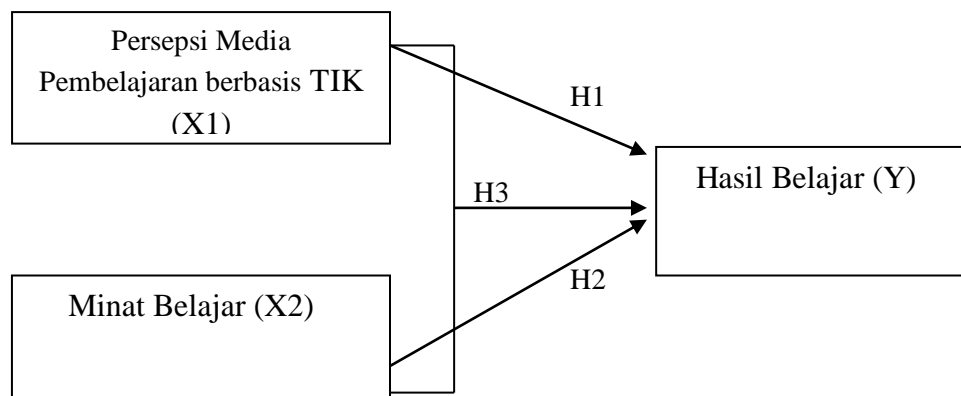 Persepsi Media
Pembelajaran berbasis TIK
(X1)
H1
Hasil Belajar (Y)
H3
H2
Minat Belajar (X2)